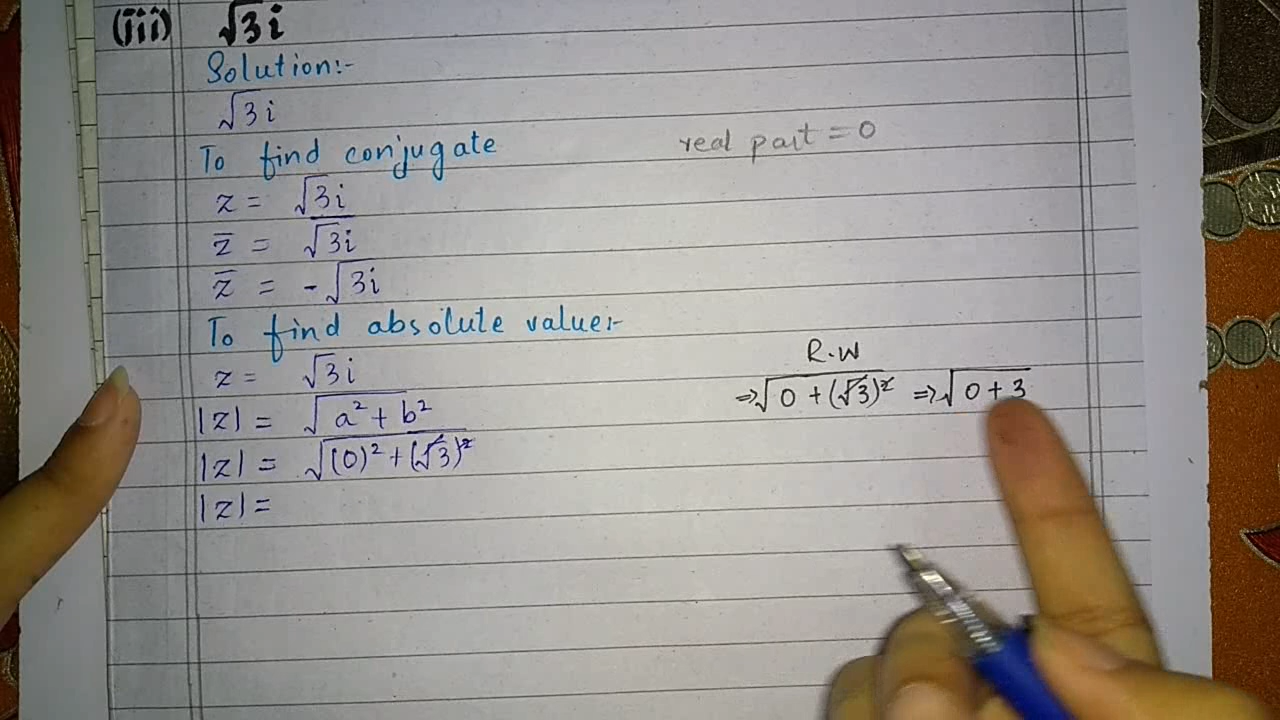 (iii) √3i
Solution:-
√3i
To find conjugate
real part = 0
z = √3i
z̅ = \overline{√3i}
z̅ = -√3i
To find absolute value:-
z = √3i
R.W
|z| = √a² + b²
⇒√0 + (√3)² ⇒√0 + 3
|z| = √(0)² + (√3)²
|z| =